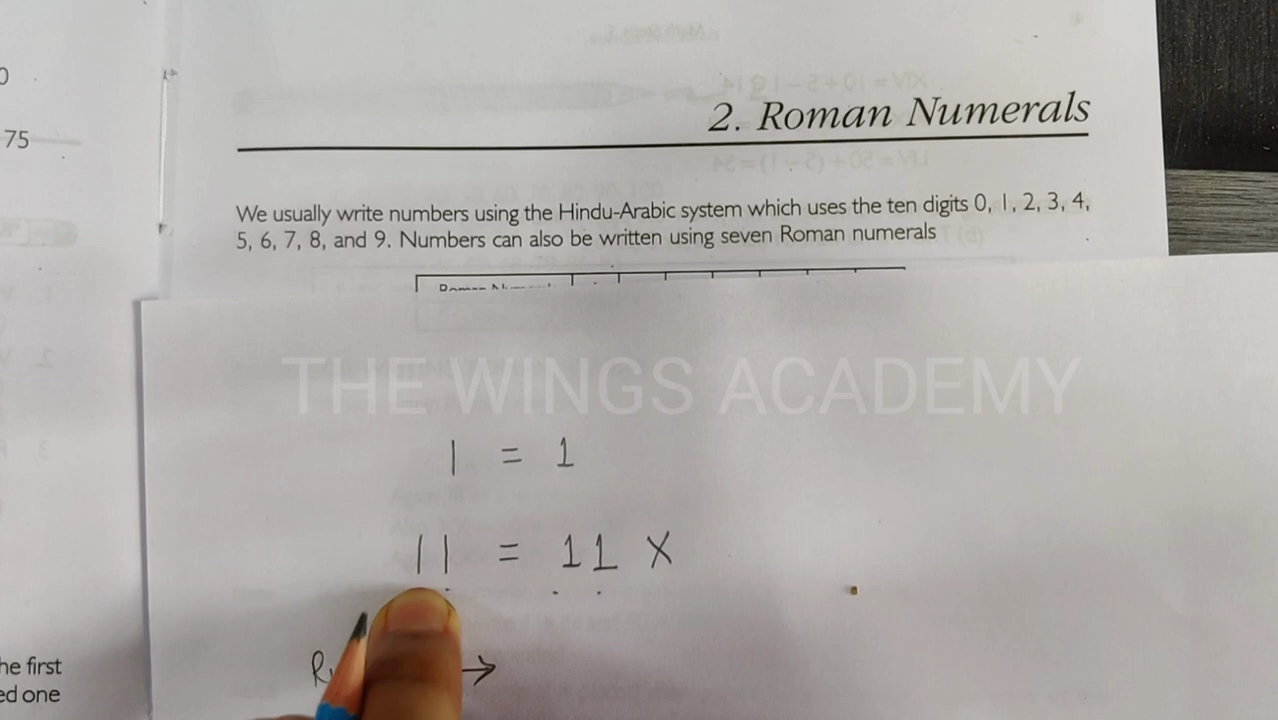 0
75
2. Roman Numerals
We usually write numbers using the Hindu-Arabic system which uses the ten digits 0, 1, 2, 3, 4,
5, 6, 7, 8, and 9. Numbers can also be written using seven Roman numerals
THE WINGS ACADEMY
| = 1
|| = 11 X
→
he first
ed one